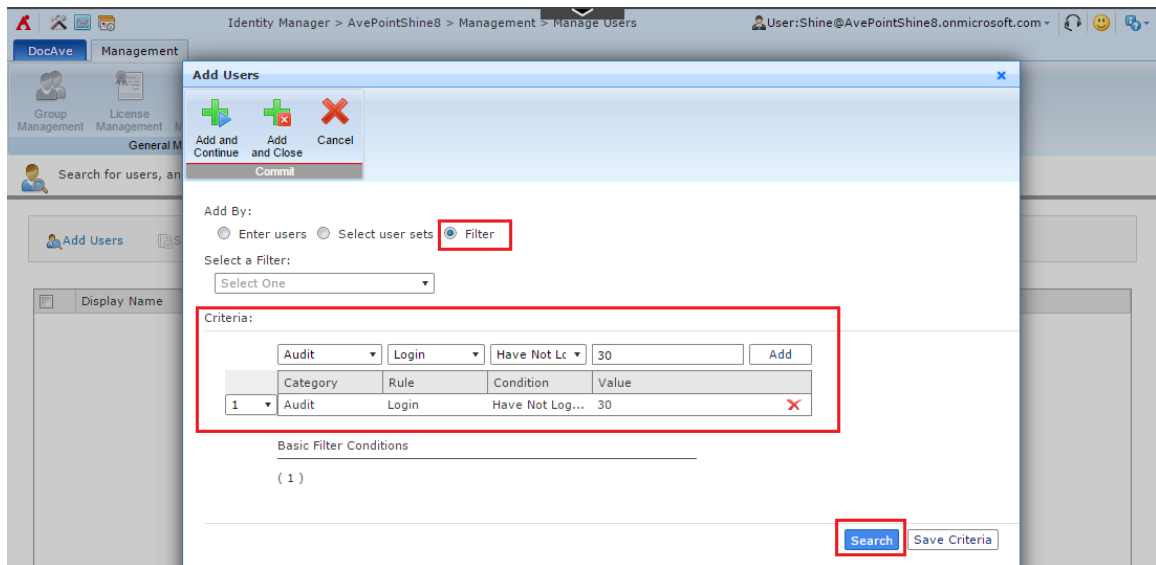 Identity Manager > AvePointShine8 > Management > Manage Users
User:Shine@AvePointShine8.onmicrosoft.com
DocAve
Management
Add Users
Group Management
License Management
M
General M
Add and Continue
Add and Close
Cancel
Commit
Search for users, an
Add By:
Enter users
Select user sets
Filter
Add Users
S
Select a Filter:
Select One
Display Name
Criteria:
Audit
Login
Have Not Lo
30
Add
Category
Rule
Condition
Value
1
Audit
Login
Have Not Log...
30
Basic Filter Conditions
( 1 )
Search
Save Criteria